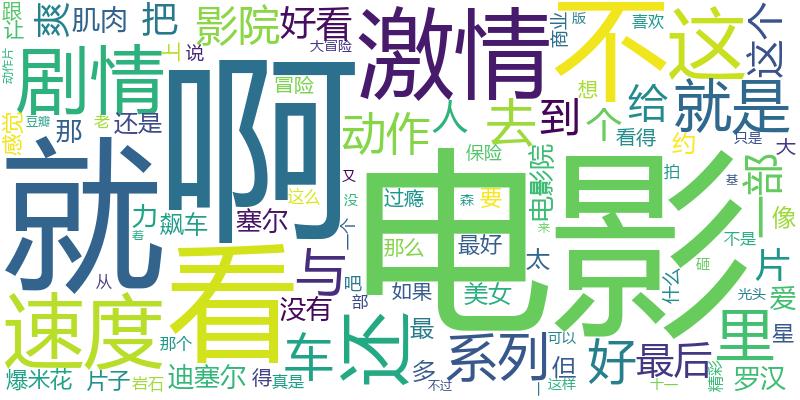 跟 爽 肌肉 把 影院 好看 激情 不 这 商业 版 喜欢 这个
让 大冒险
动作片 剧情 啊 土 说 冒险 想 给 就是
感觉 豆瓣 那 老 还是 动作 人 去 到 个 看得 约 大
就 电影 保险 电影院 只是 一部
这么 又 没 过瘾 森 要 拍 基 像
着 力 飙车 塞尔 一个 来
看 与 那么 最好 太 不是 砸 片
从 没有 吧 部 如果 美女 什么 光头 爱
速度 那个 车 还 最 系列 但 可以 好 最后 里 星
爆米花 片子 岩石 迪塞尔 得 真是 多 不过 一 这样 十一 精彩 罗汉